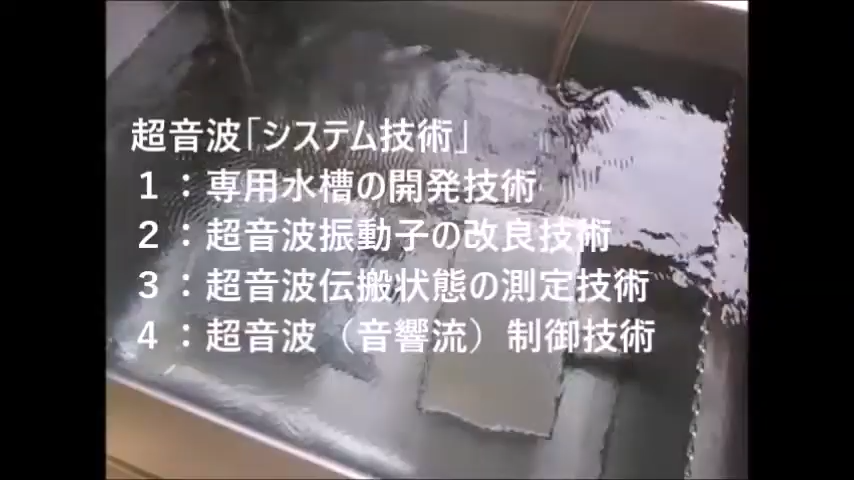 超音波「システム技術」
１：専用水槽の開発技術
２：超音波振動子の改良技術
３：超音波伝搬状態の測定技術
４：超音波（音響流）制御技術